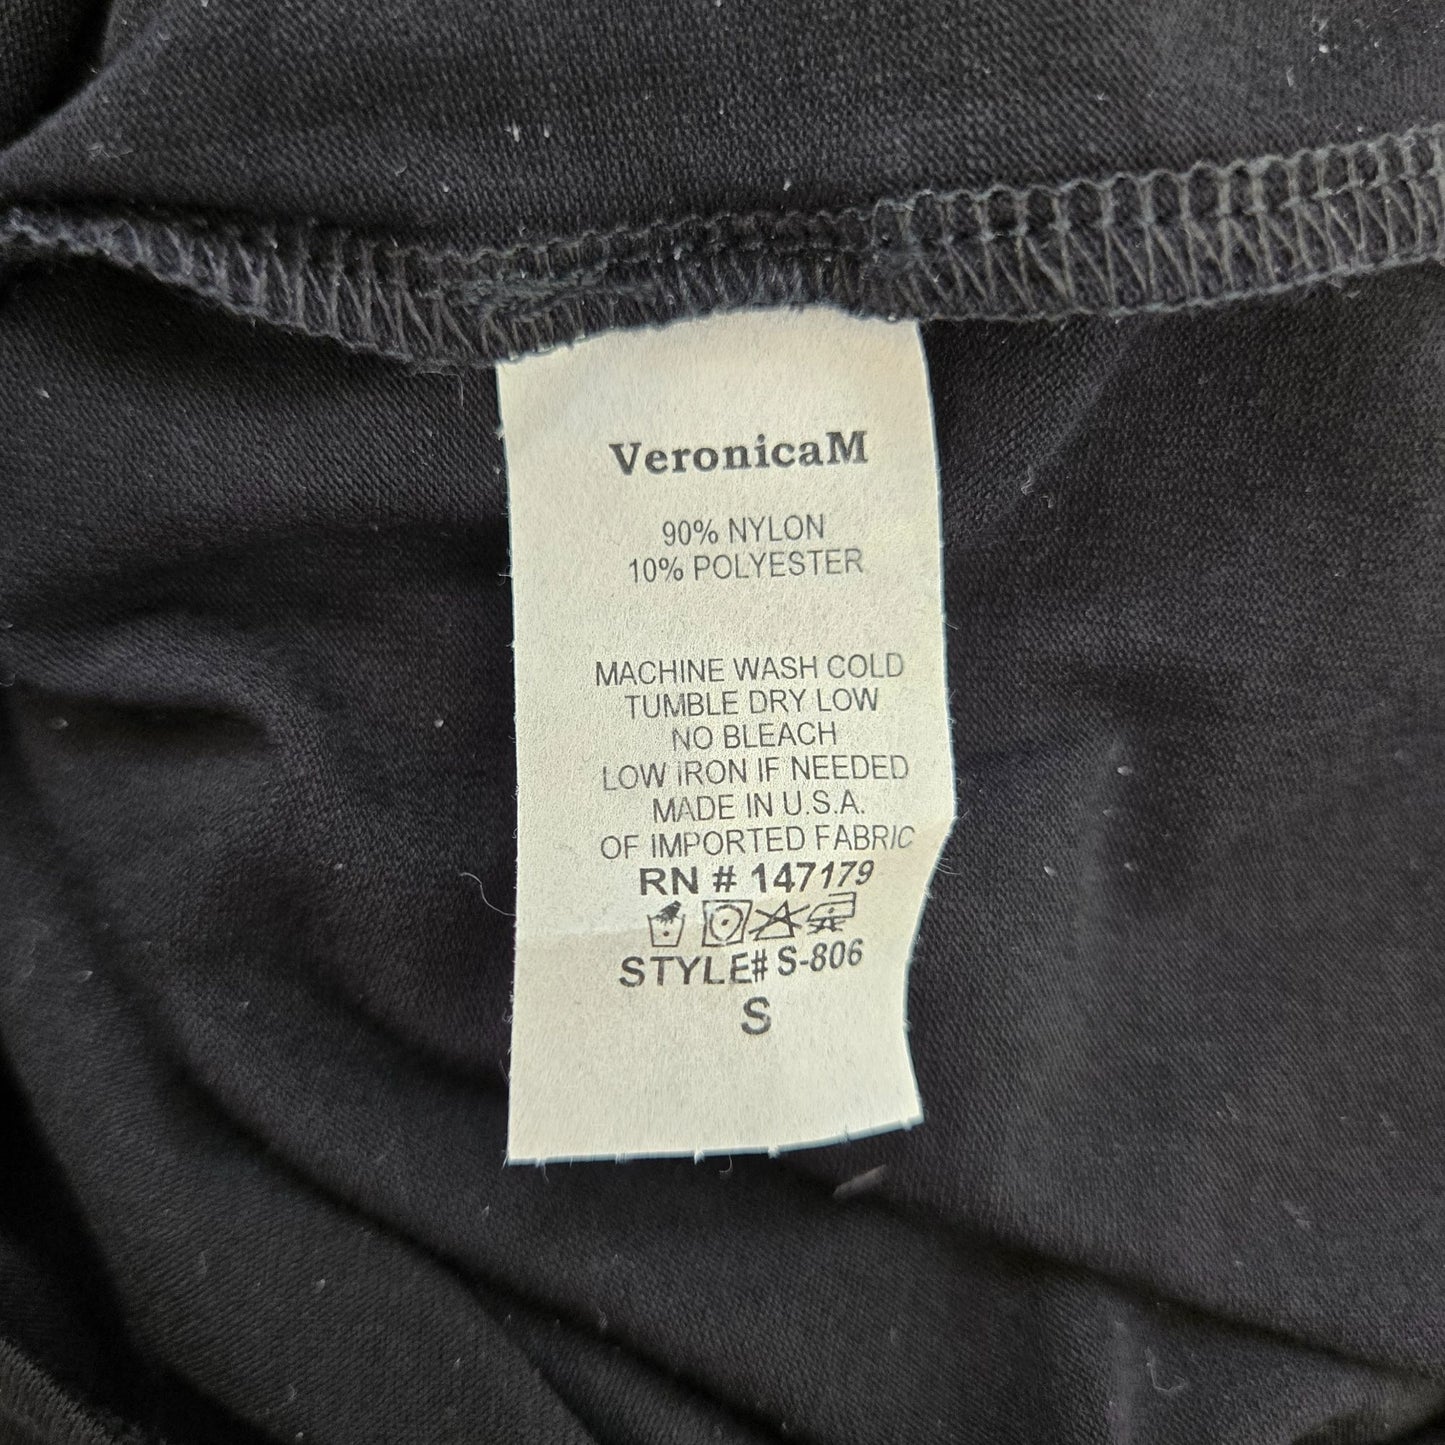 VeronicaM
90% NYLON
10% POLYESTER
MACHINE WASH COLD
TUMBLE DRY LOW
NO BLEACH
LOW IRON IF NEEDED
MADE IN U.S.A.
OF IMPORTED FABRIC
RN # 147179
STYLE# S-806
S